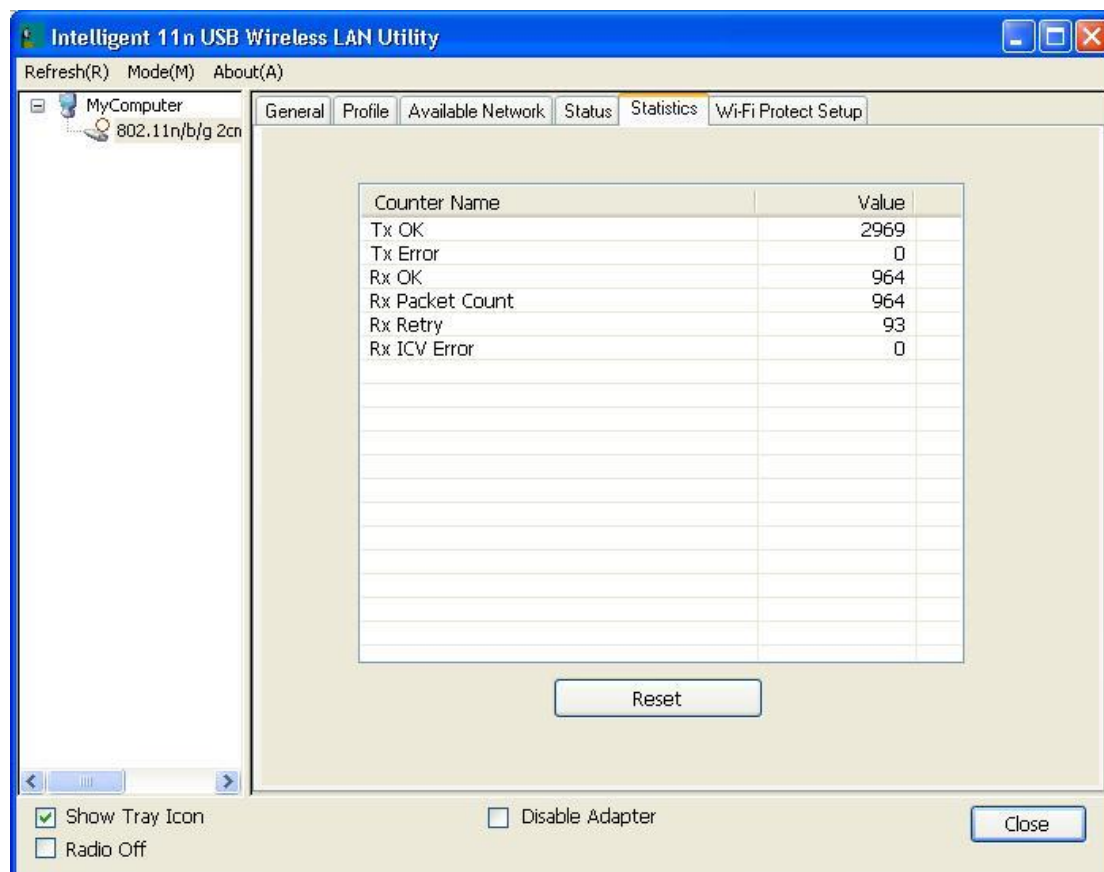 Intelligent 11n USB Wireless LAN Utility
Refresh(R) Mode(M) About(A)
MyComputer
802.11n/b/g 2cn
General Profile Available Network Status Statistics Wi-Fi Protect Setup
Counter Name Value
Tx OK 2969
Tx Error 0
Rx OK 964
Rx Packet Count 964
Rx Retry 93
Rx ICV Error 0
Reset
Show Tray Icon Disable Adapter
Radio Off
Close